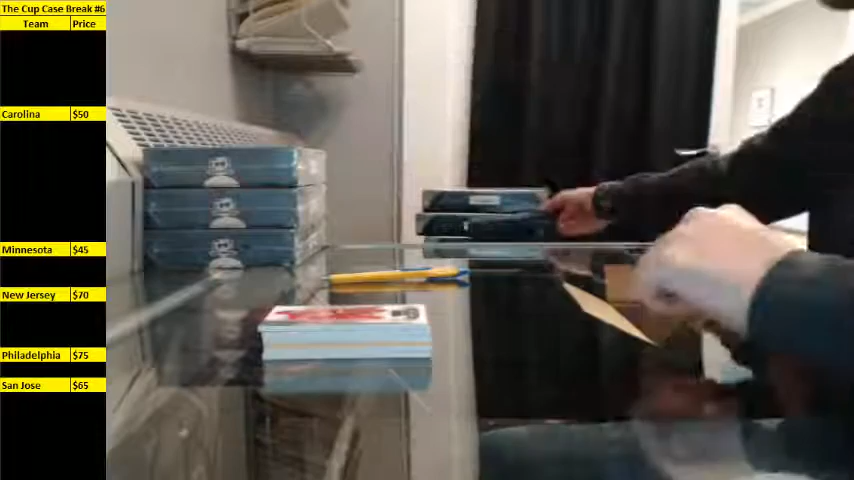 The Cup Case Break #6
Team Price
Carolina $50
Minnesota $45
New Jersey $70
Philadelphia $75
San Jose $65